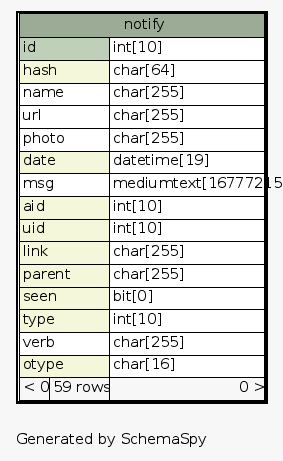 notify
id int[10]
hash char[64]
name char[255]
url char[255]
photo char[255]
date datetime[19]
msg mediumtext[16777215
aid int[10]
uid int[10]
link char[255]
parent char[255]
seen bit[0]
type int[10]
verb char[255]
otype char[16]
< 0 59 rows 0 >
Generated by SchemaSpy